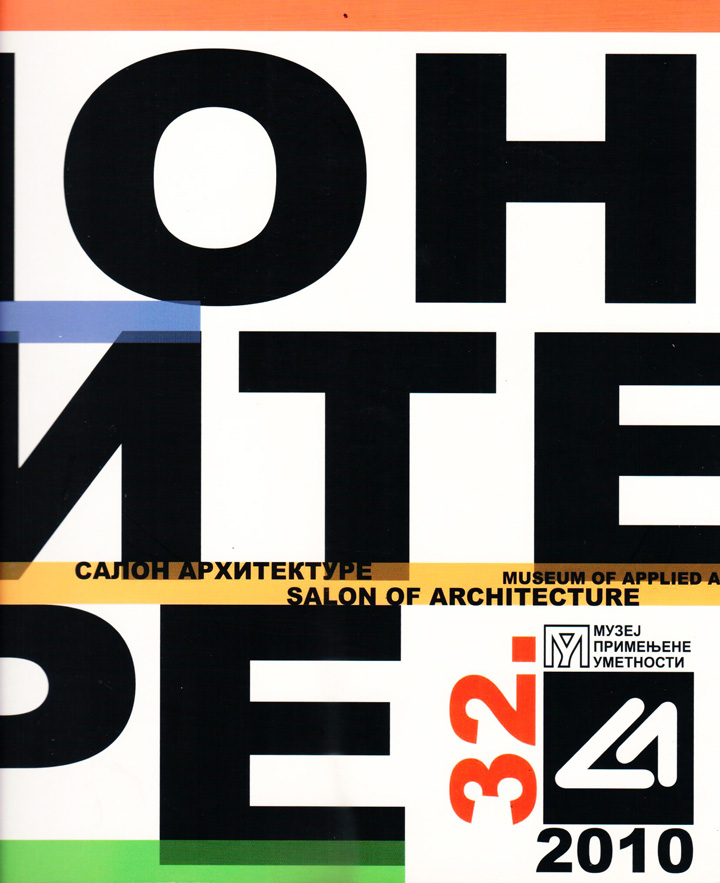 ОН
ИТЕ
САЛОН АРХИТЕКТУРЕ
MUSEUM OF APPLIED A
SALON OF ARCHITECTURE
РЕ
32.
МУЗЕЈ
ПРИМЕЊЕНЕ
УМЕТНОСТИ
2010